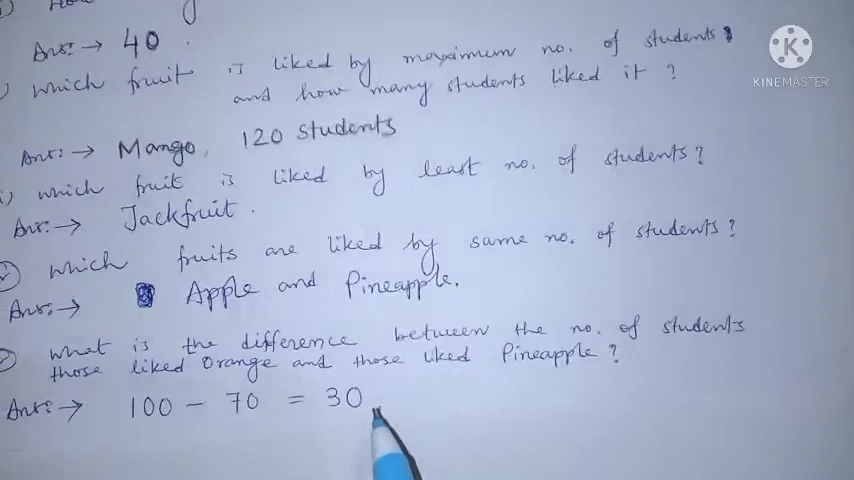 Ans: → 40.
which fruit is liked by maximum no. of students
and how many students liked it ?
Ans: → Mango, 120 students
which fruit is liked by least no. of students?
Ans: → Jackfruit.
which fruits are liked by same no. of students?
Ans: → Apple and Pineapple.
what is the difference between the no. of students
those liked Orange and those liked Pineapple ?
Ans: → 100 - 70 = 30
K
KINEMASTER